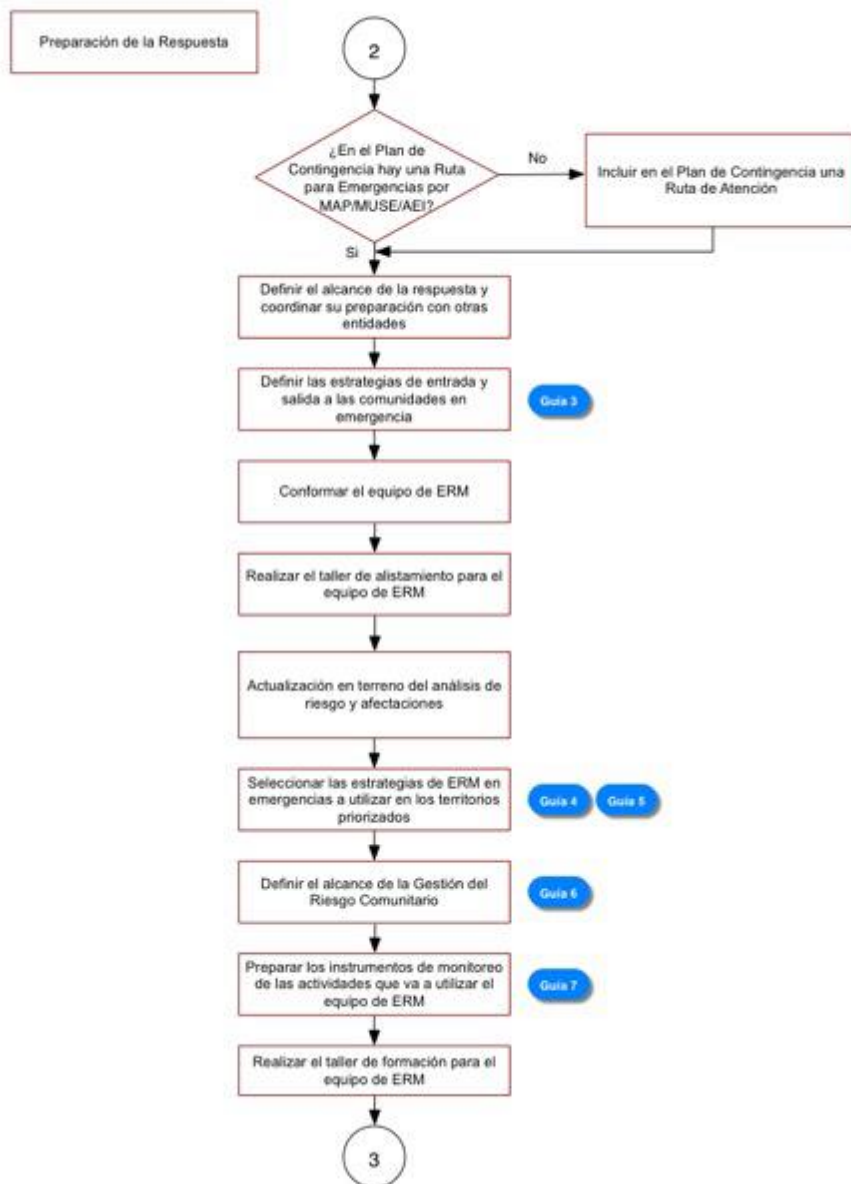 Preparación de la Respuesta
2
¿En el Plan de
Contingencia hay una Ruta
para Emergencias por
MAP/MUSE/AEI?
No
Incluir en el Plan de Contingencia una
Ruta de Atención
Si
Definir el alcance de la respuesta y
coordinar su preparación con otras
entidades
Definir las estrategias de entrada y
salida a las comunidades en
emergencia
Guía 3
Conformar el equipo de ERM
Realizar el taller de alistamiento para el
equipo de ERM
Actualización en terreno del análisis de
riesgo y afectaciones
Seleccionar las estrategias de ERM en
emergencias a utilizar en los territorios
priorizados
Guía 4
Guía 5
Definir el alcance de la Gestión del
Riesgo Comunitario
Guía 6
Preparar los instrumentos de monitoreo
de las actividades que va a utilizar el
equipo de ERM
Guía 7
Realizar el taller de formación para el
equipo de ERM
3